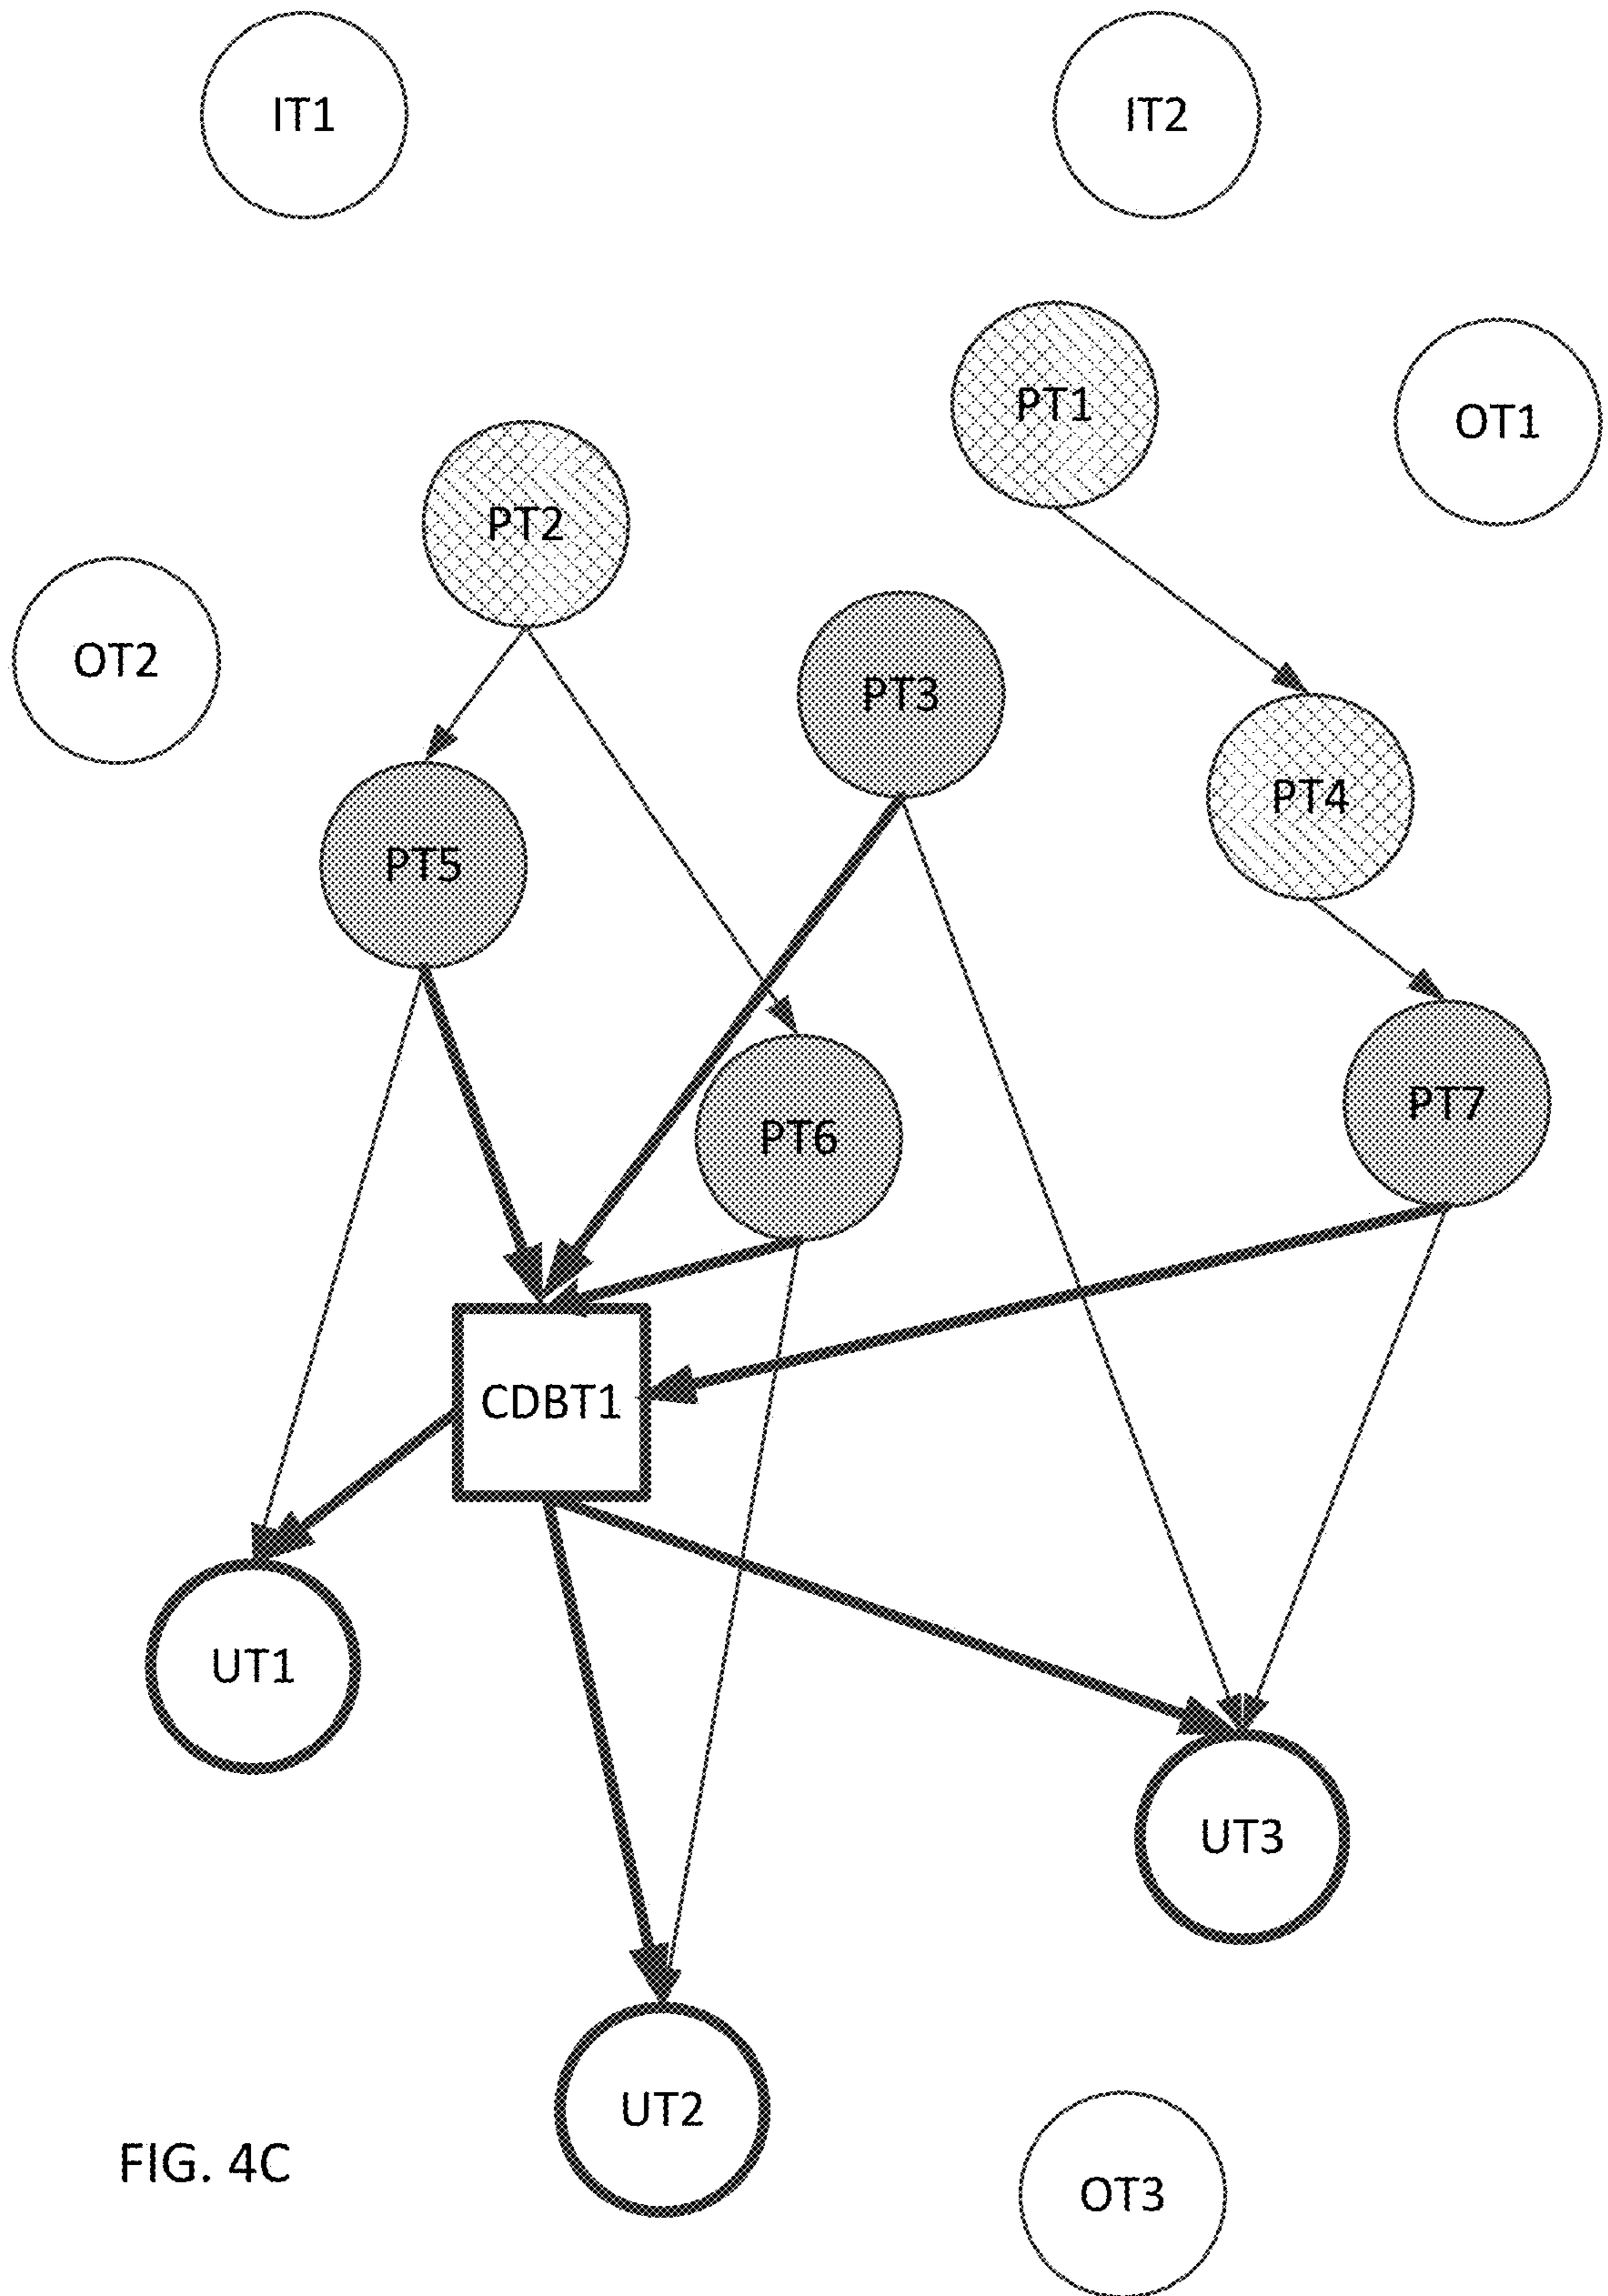 IT1
IT2
PT1
OT1
PT2
OT2
PT3
PT4
PT5
PT7
PT6
CDBT1
UT1
UT3
UT2
FIG. 4C
OT3